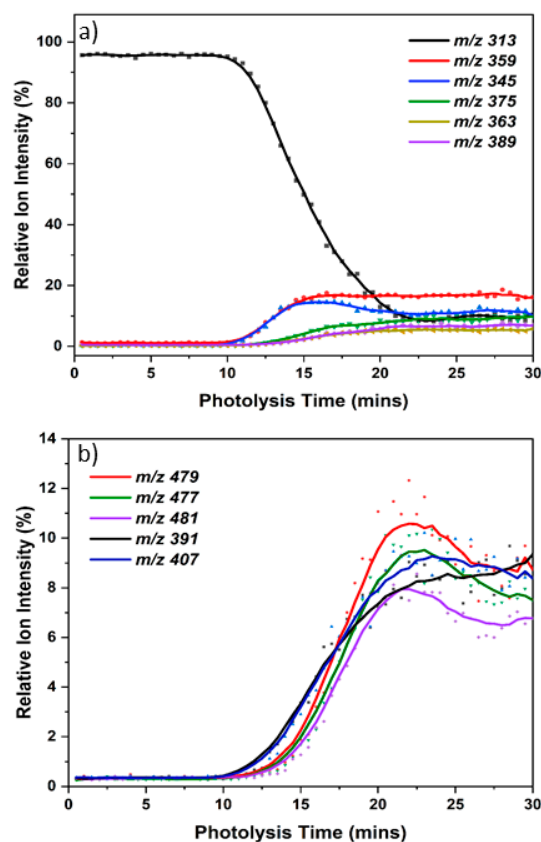 a)
m/z 313
m/z 359
m/z 345
m/z 375
m/z 363
m/z 389
Relative Ion Intensity (%)
100
80
60
40
20
0
0 5 10 15 20 25 30
Photolysis Time (mins)
b)
m/z 479
m/z 477
m/z 481
m/z 391
m/z 407
Relative Ion Intensity (%)
14
12
10
8
6
4
2
0
0 5 10 15 20 25 30
Photolysis Time (mins)